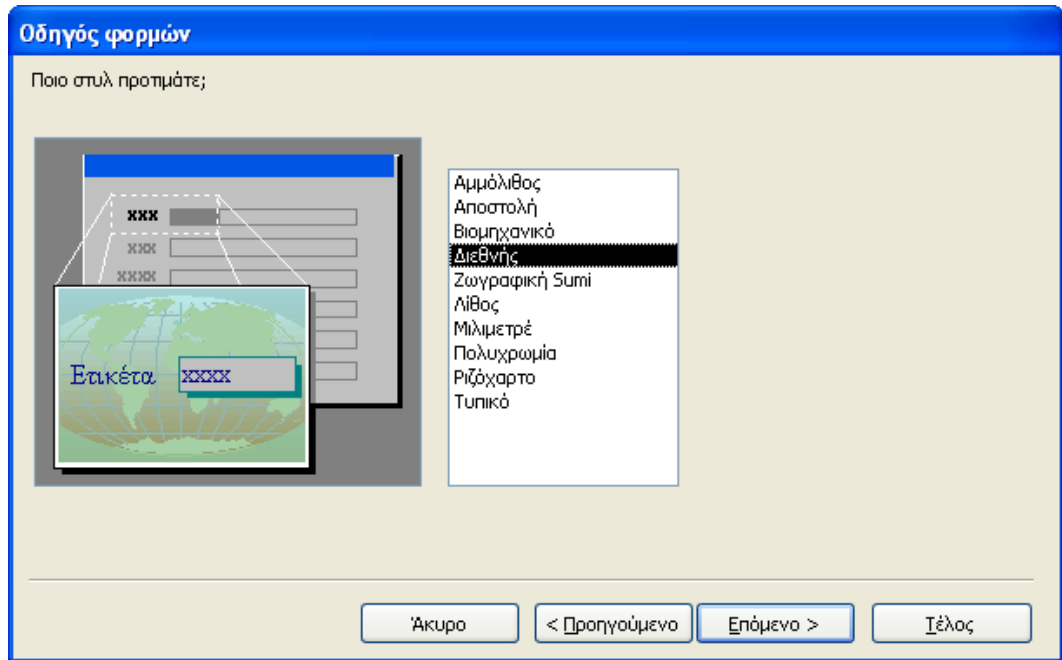 Οδηγός φορμών
Ποιο στυλ προτιμάτε;
xxx
xxx
xxxx
Ετικέτα xxxx
Αμμόλιθος
Αποστολή
Βιομηχανικό
Διεθνής
Ζωγραφική Sumi
Λίθος
Μιλιμετρέ
Πολυχρωμία
Ριζόχαρτο
Τυπικό
Άκυρο < Προηγούμενο Επόμενο > Τέλος